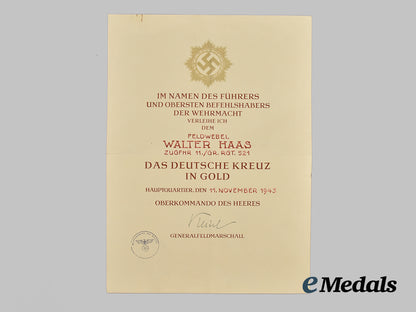 IM NAMEN DES FÜHRERS
UND OBERSTEN BEFEHLSHABERS
DER WEHRMACHT
VERLEIHE ICH
DEM
FELDWEBEL
WALTER HAAS
ZUGFHR 11./GR. RGT. 521
DAS DEUTSCHE KREUZ
IN GOLD
HAUPTQUARTIER, DEN 11. NOVEMBER 1943
OBERKOMMANDO DES HEERES
GENERALFELDMARSCHALL
eMedals